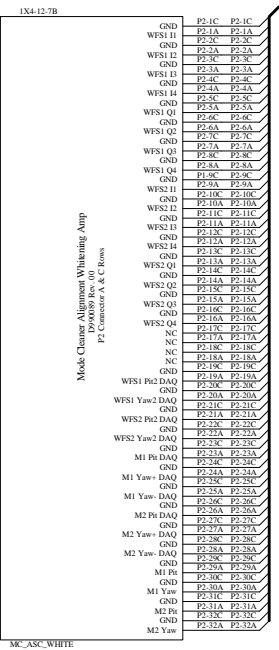 1X4-12-7B
GND P2-1C P2-1C
WFS1 I1 P2-1A P2-1A
GND P2-2C P2-2C
WFS1 I2 P2-2A P2-2A
GND P2-3C P2-3C
WFS1 I3 P2-3A P2-3A
GND P2-4C P2-4C
WFS1 I4 P2-4A P2-4A
GND P2-5C P2-5C
WFS1 Q1 P2-5A P2-5A
GND P2-6C P2-6C
WFS1 Q2 P2-6A P2-6A
GND P2-7C P2-7C
WFS1 Q3 P2-7A P2-7A
GND P2-8C P2-8C
WFS1 Q4 P2-8A P2-8A
GND P1-9C P2-9C
WFS2 I1 P2-9A P2-9A
GND P2-10C P2-10C
WFS2 I2 P2-10A P2-10A
GND P2-11C P2-11C
WFS2 I3 P2-11A P2-11A
GND P2-12C P2-12C
WFS2 I4 P2-12A P2-12A
GND P2-13C P2-13C
WFS2 Q1 P2-13A P2-13A
GND P2-14C P2-14C
WFS2 Q2 P2-14A P2-14A
GND P2-15C P2-15C
WFS2 Q3 P2-15A P2-15A
GND P2-16C P2-16C
WFS2 Q4 P2-16A P2-16A
NC P2-17C P2-17C
NC P2-17A P2-17A
NC P2-18C P2-18C
NC P2-18A P2-18A
GND P2-19C P2-19C
WFS1 Pit2 DAQ P2-19A P2-19A
GND P2-20C P2-20C
WFS1 Yaw2 DAQ P2-20A P2-20A
GND P2-21C P2-21C
WFS2 Pit2 DAQ P2-21A P2-21A
GND P2-22C P2-22C
WFS2 Yaw2 DAQ P2-22A P2-22A
GND P2-23C P2-23C
M1 Pit DAQ P2-23A P2-23A
GND P2-24C P2-24C
M1 Yaw+ DAQ P2-24A P2-24A
GND P2-25C P2-25C
M1 Yaw- DAQ P2-25A P2-25A
GND P2-26C P2-26C
M2 Pit DAQ P2-26A P2-26A
GND P2-27C P2-27C
M2 Yaw+ DAQ P2-27A P2-27A
GND P2-28C P2-28C
M2 Yaw- DAQ P2-28A P2-28A
GND P2-29C P2-29C
M1 Pit P2-29A P2-29A
GND P2-30C P2-30C
M1 Yaw P2-30A P2-30A
GND P2-31C P2-31C
M2 Pit P2-31A P2-31A
GND P2-32C P2-32C
M2 Yaw P2-32A P2-32A
Mode Cleaner Alignment Whitening Amp
D990089 Rev. 00
P2 Connector A & C Rows
MC_ASC_WHITE